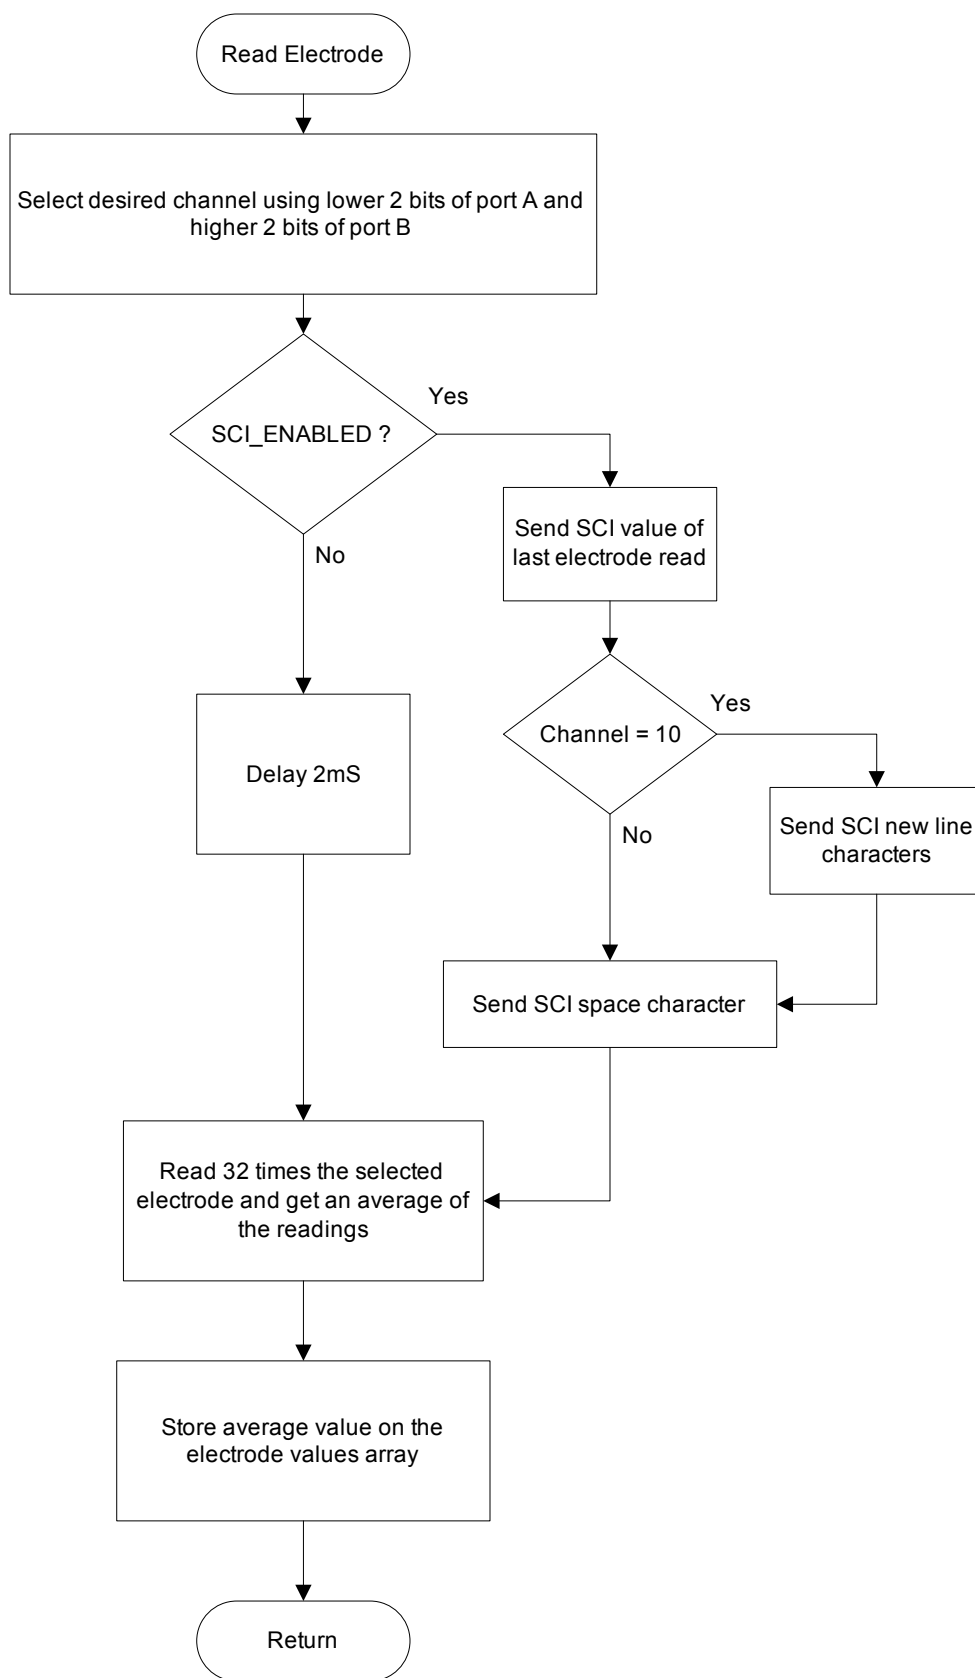 Read Electrode
Select desired channel using lower 2 bits of port A and
higher 2 bits of port B
SCI_ENABLED ?
Yes
No
Send SCI value of
last electrode read
Channel = 10
Yes
No
Delay 2mS
Send SCI new line
characters
Send SCI space character
Read 32 times the selected
electrode and get an average of
the readings
Store average value on the
electrode values array
Return